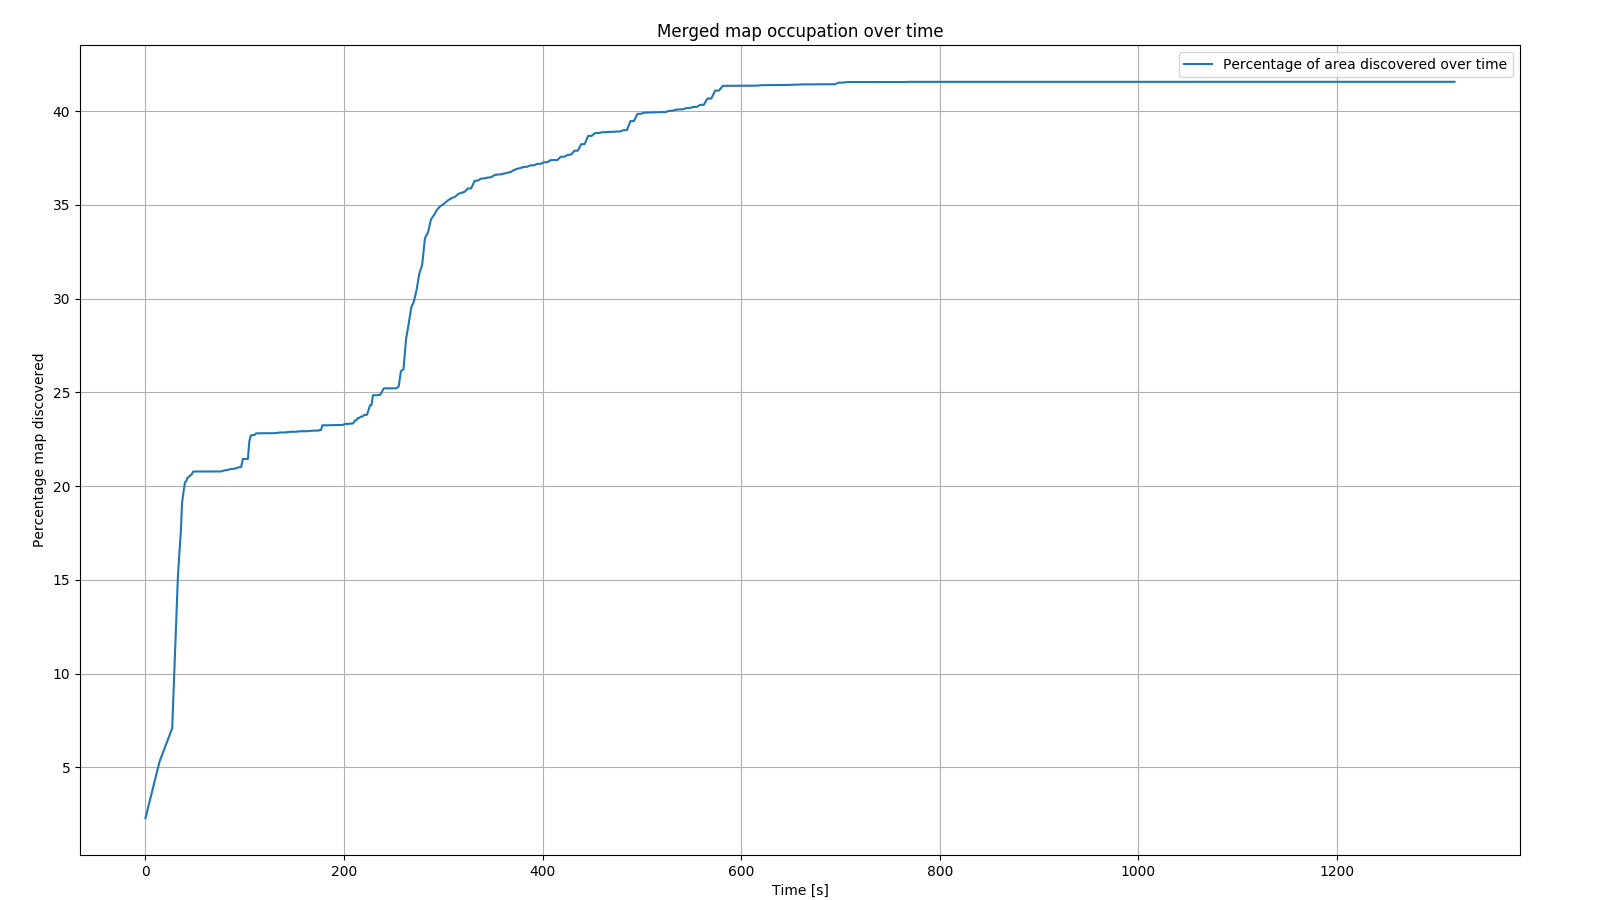 Merged map occupation over time
Percentage of area discovered over time
Percentage map discovered
40
35
30
25
20
15
10
5
0 200 400 600 800 1000 1200
Time [s]